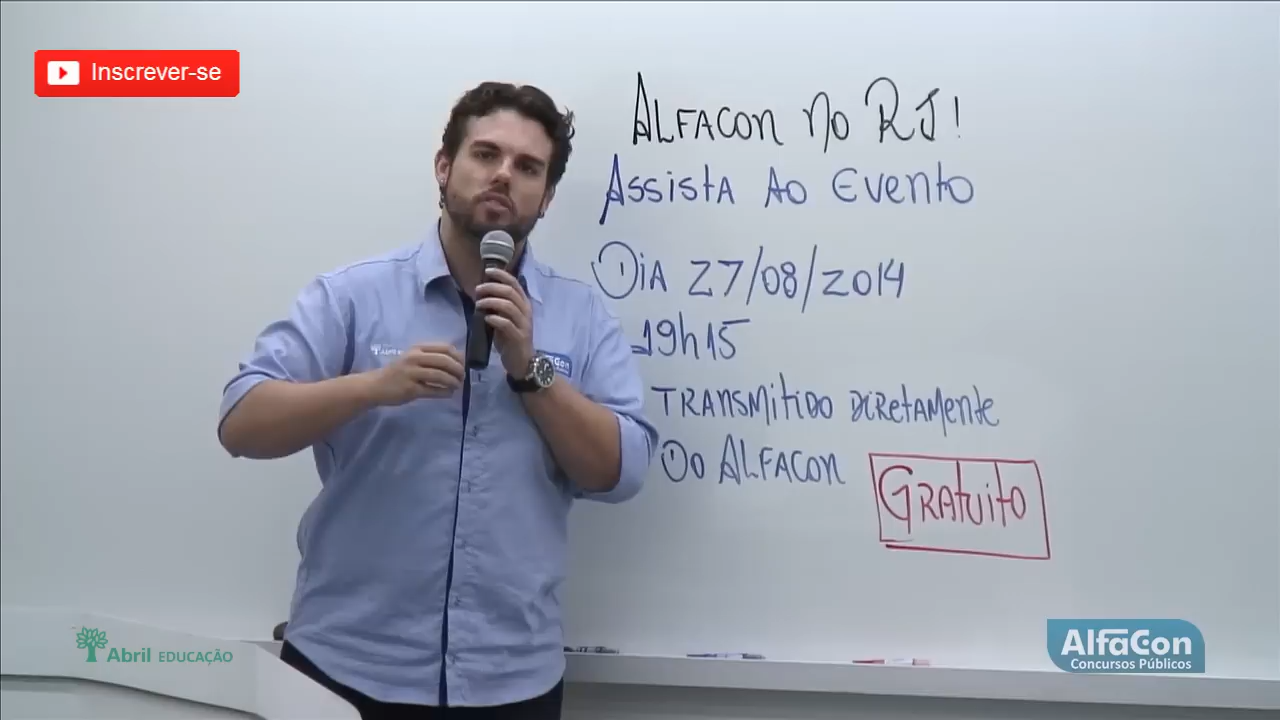 Inscrever-se
ALFACON NO RJ!
ASSISTA AO EVENTO
DIA 27/08/2014
19h15
TRANSMITIDO DIRETAMENTE
DO ALFACON
GRATUITO
Abril EDUCAÇÃO
AlfaCon
Concursos Públicos